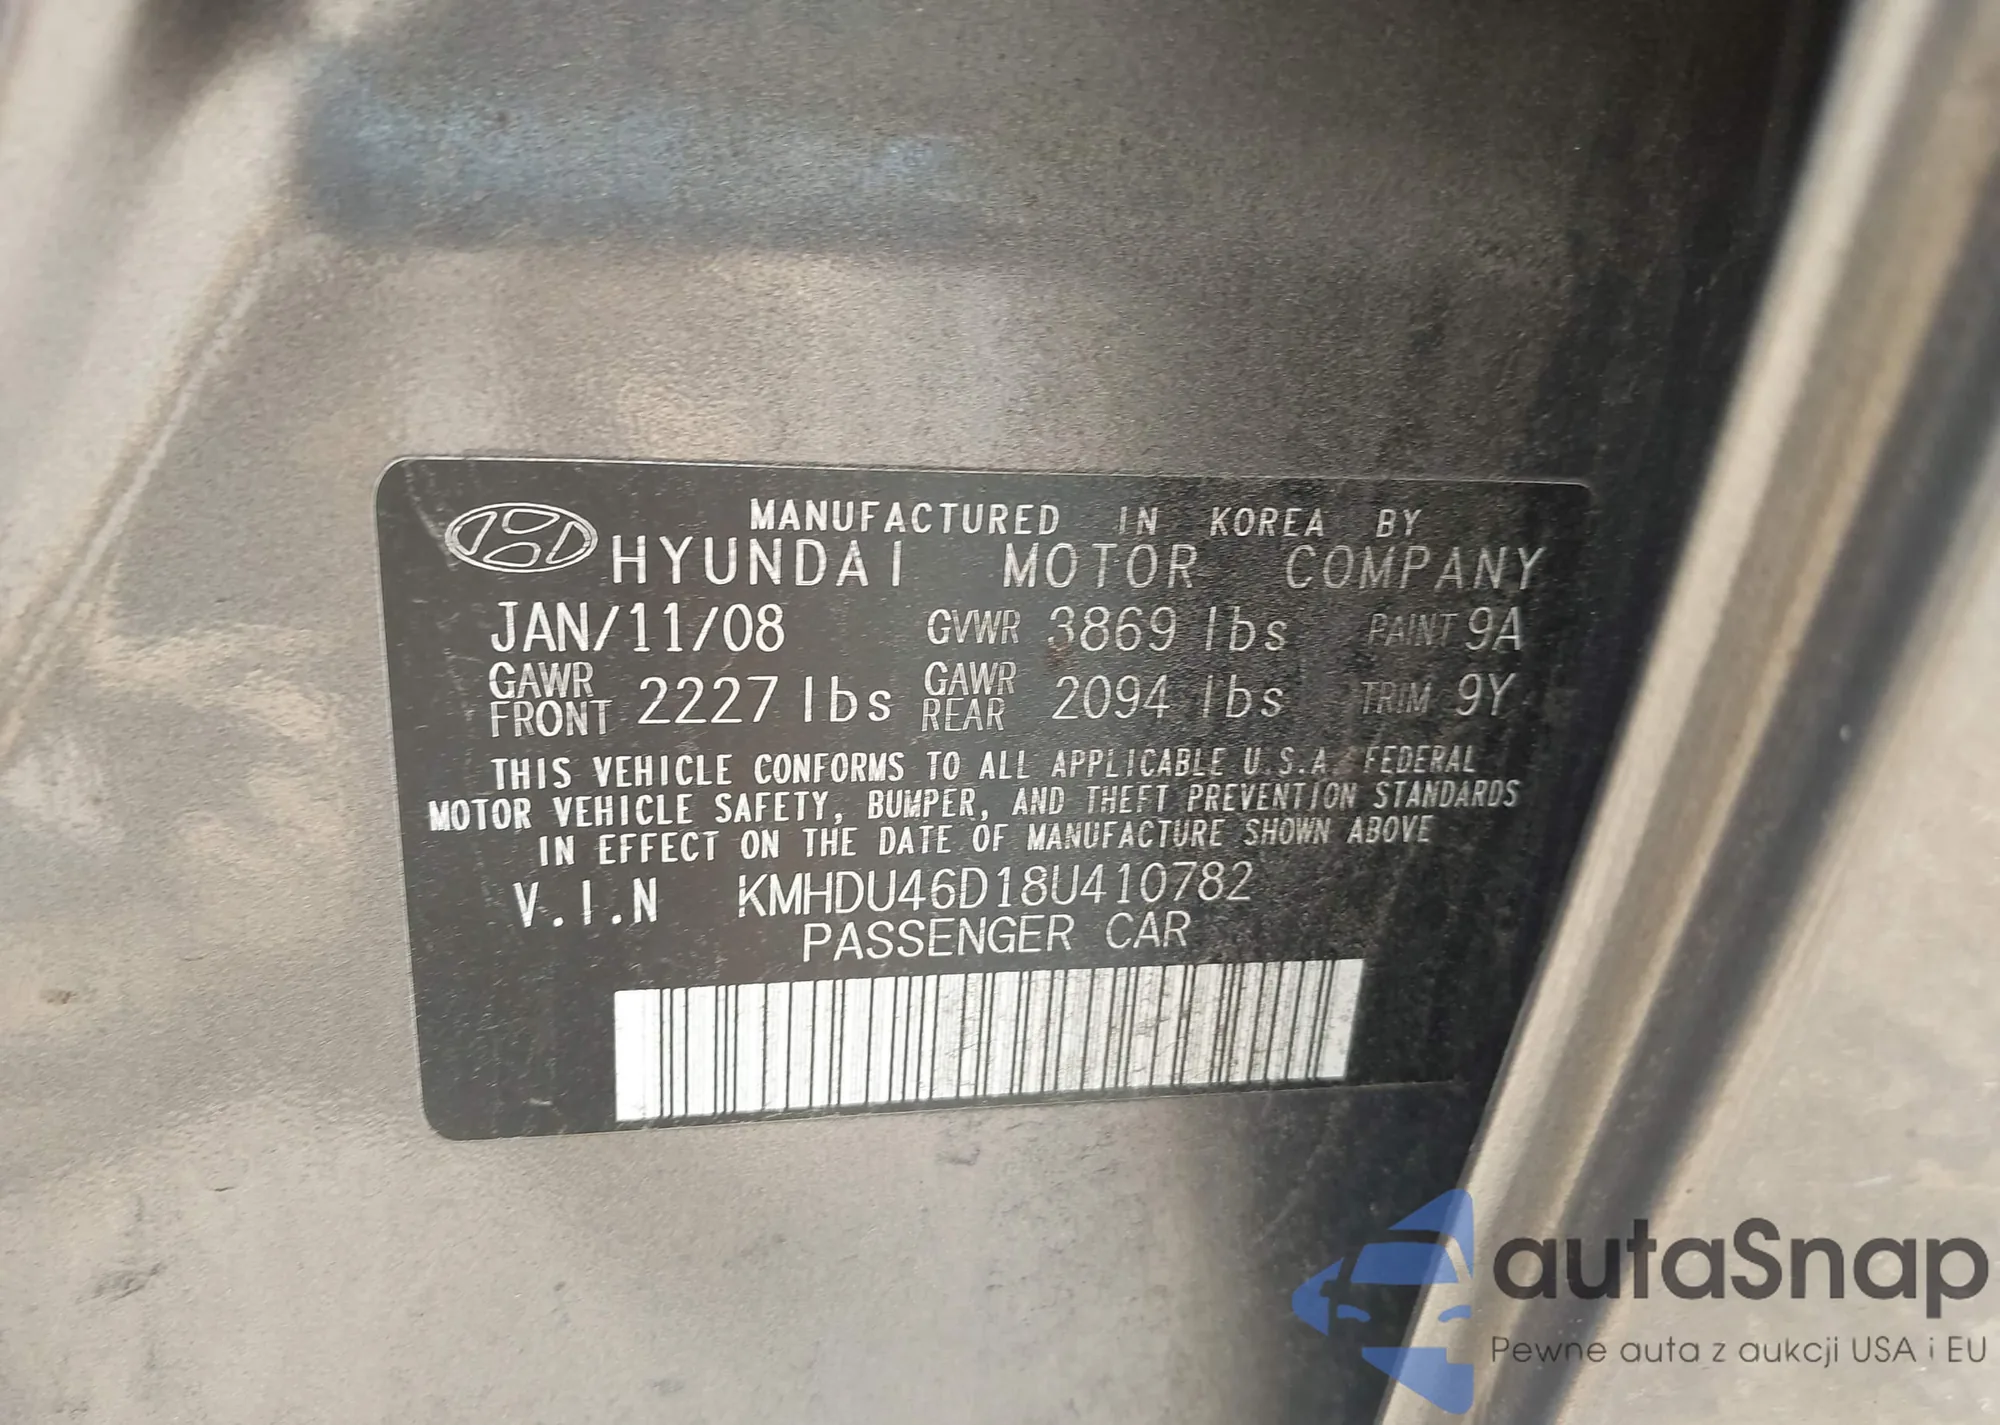 MANUFACTURED IN KOREA BY
HYUNDAI MOTOR COMPANY
JAN/11/08 GVWR 3869 lbs PAINT 9A
GAWR FRONT 2227 lbs GAWR REAR 2094 lbs TRIM 9Y
THIS VEHICLE CONFORMS TO ALL APPLICABLE U.S.A. FEDERAL
MOTOR VEHICLE SAFETY, BUMPER, AND THEFT PREVENTION STANDARDS
IN EFFECT ON THE DATE OF MANUFACTURE SHOWN ABOVE
V.I.N KMHDU46D18U410782
PASSENGER CAR
autaSnap
Pewne auta z aukcji USA i EU